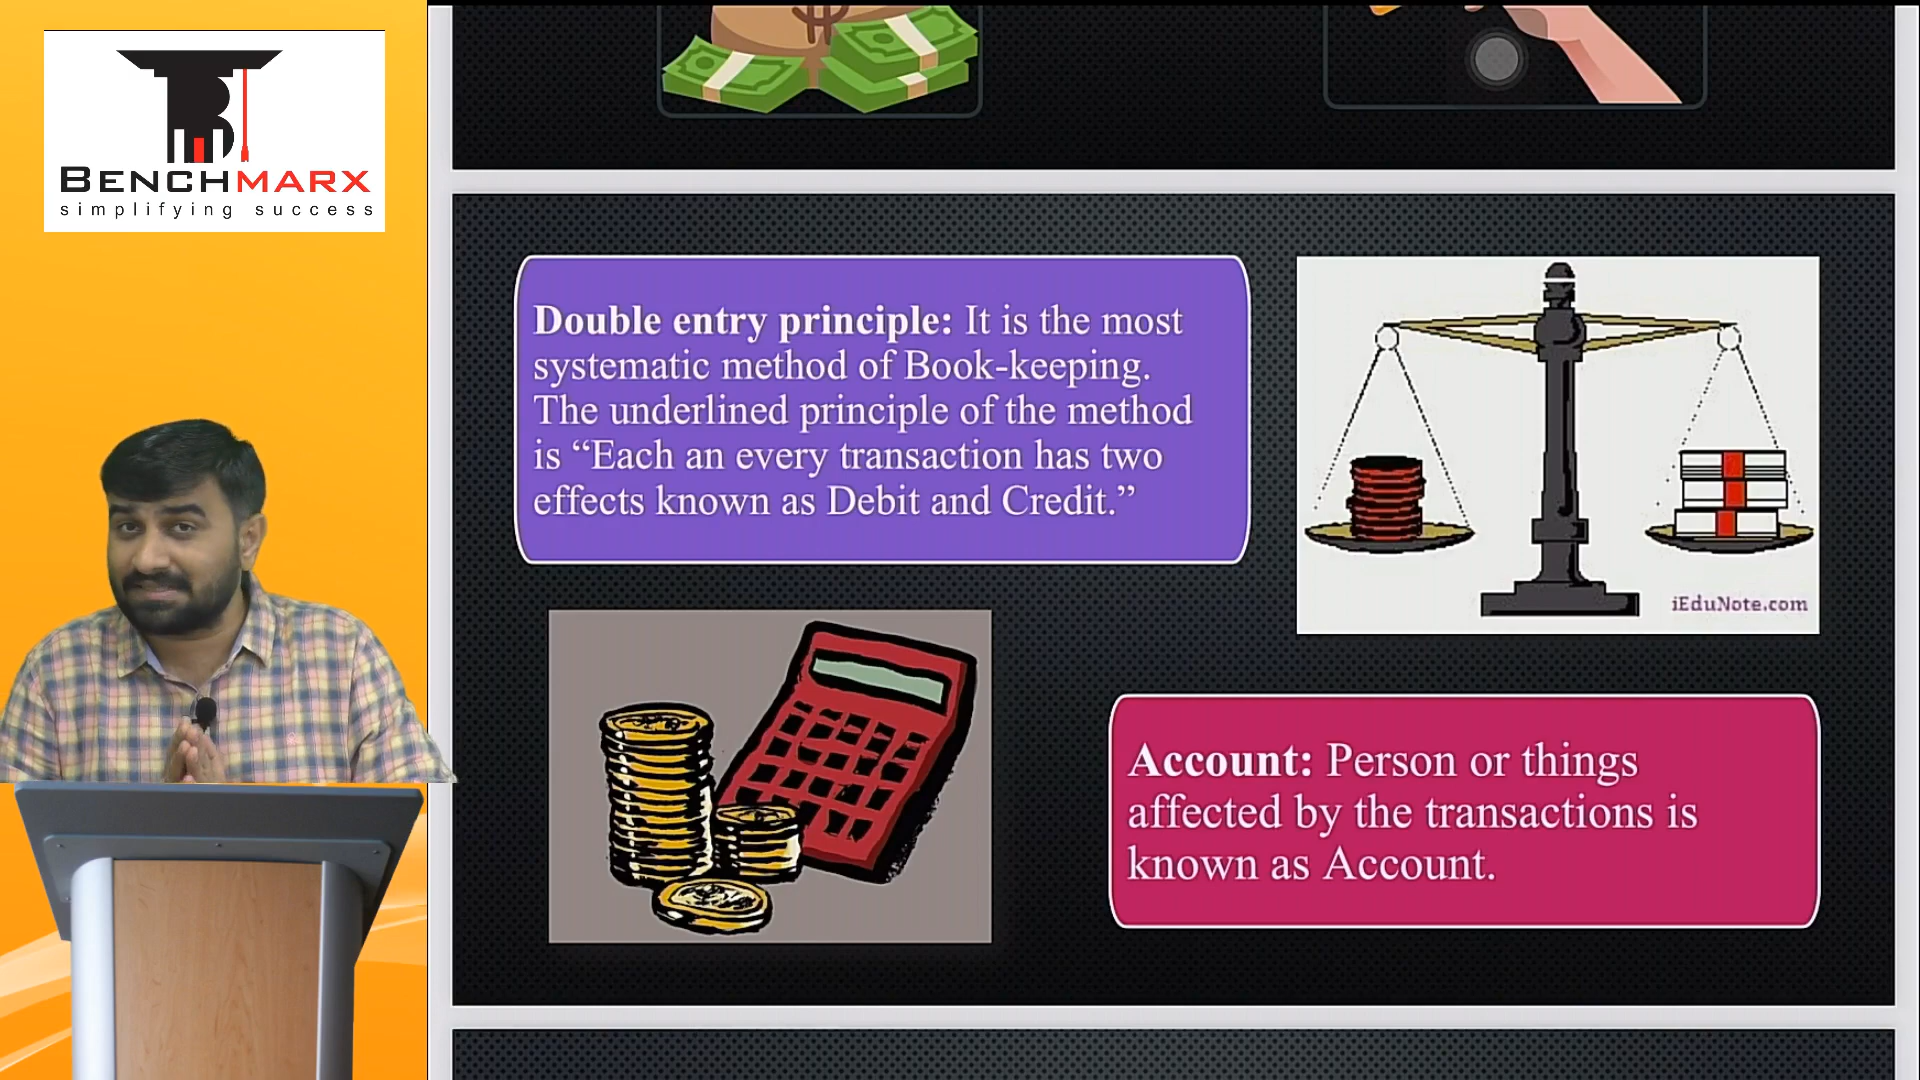 BENCHMARX
simplifying success
Double entry principle: It is the most
systematic method of Book-keeping.
The underlined principle of the method
is “Each an every transaction has two
effects known as Debit and Credit.”
iEduNote.com
Account: Person or things
affected by the transactions is
known as Account.